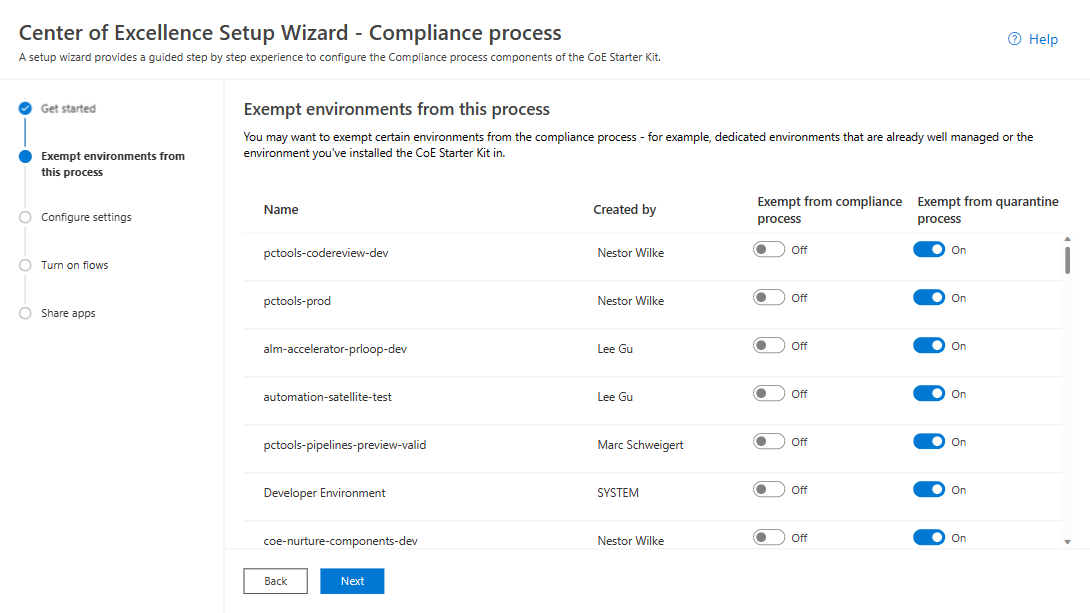 Center of Excellence Setup Wizard - Compliance process
A setup wizard provides a guided step by step experience to configure the Compliance process components of the CoE Starter Kit.
Help
Get started
Exempt environments from
this process
Configure settings
Turn on flows
Share apps
Exempt environments from this process
You may want to exempt certain environments from the compliance process - for example, dedicated environments that are already well managed or the
environment you've installed the CoE Starter Kit in.
Name Created by Exempt from compliance process Exempt from quarantine process
pctools-codereview-dev Nestor Wilke Off On
pctools-prod Nestor Wilke Off On
alm-accelerator-prloop-dev Lee Gu Off On
automation-satellite-test Lee Gu Off On
pctools-pipelines-preview-valid Marc Schweigert Off On
Developer Environment SYSTEM Off On
coe-nurture-components-dev Nestor Wilke Off On
Back Next